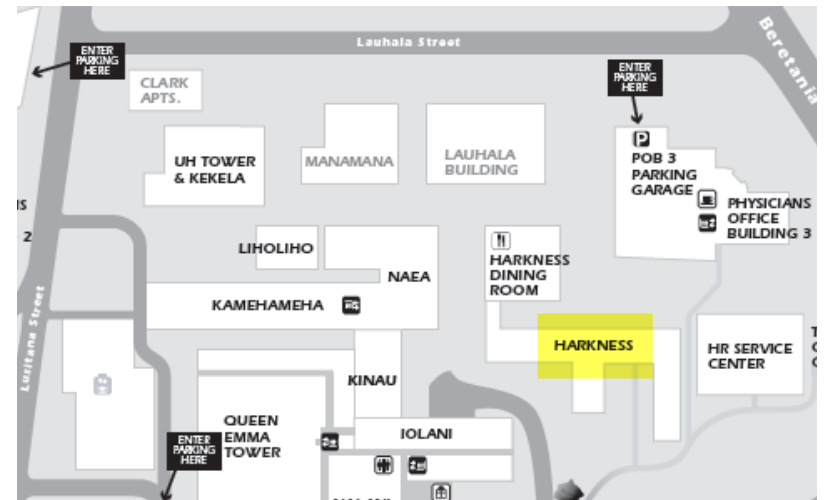 Lauhala Street
Beretania
ENTER
PARKING
HERE
ENTER
PARKING
HERE
CLARK
APTS.
UH TOWER
& KEKELA
MANAMANA
LAUHALA
BUILDING
P
POB 3
PARKING
GARAGE
PHYSICIANS
OFFICE
BUILDING 3
2
LIHOLIHO
NAEA
HARKNESS
DINING
ROOM
KAMEHAMEHA
Lusitana Street
HARKNESS
HR SERVICE
CENTER
KINAU
QUEEN
EMMA
TOWER
IOLANI
ENTER
PARKING
HERE